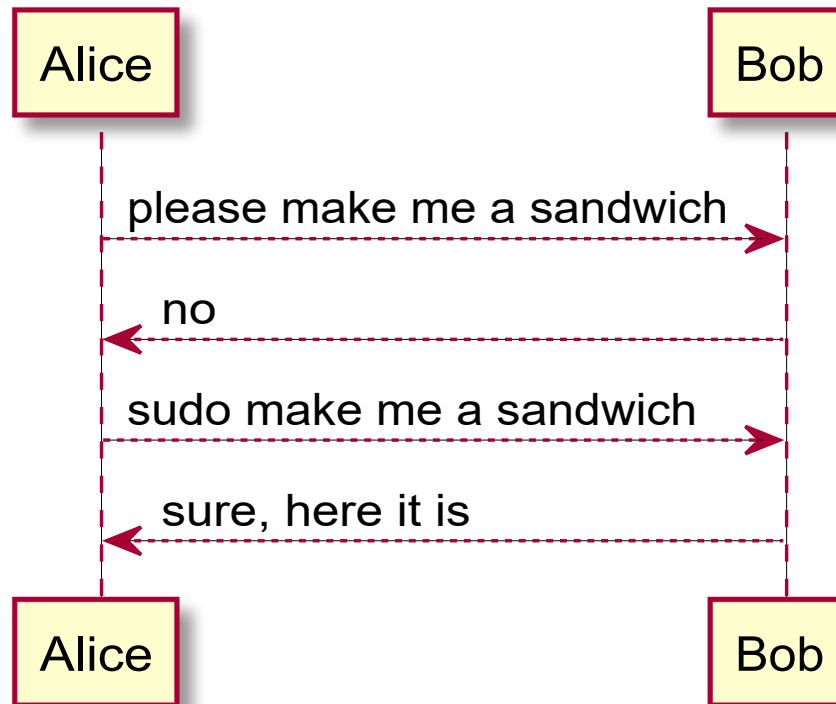 Alice Bob
please make me a sandwich
no
sudo make me a sandwich
sure, here it is
Alice Bob